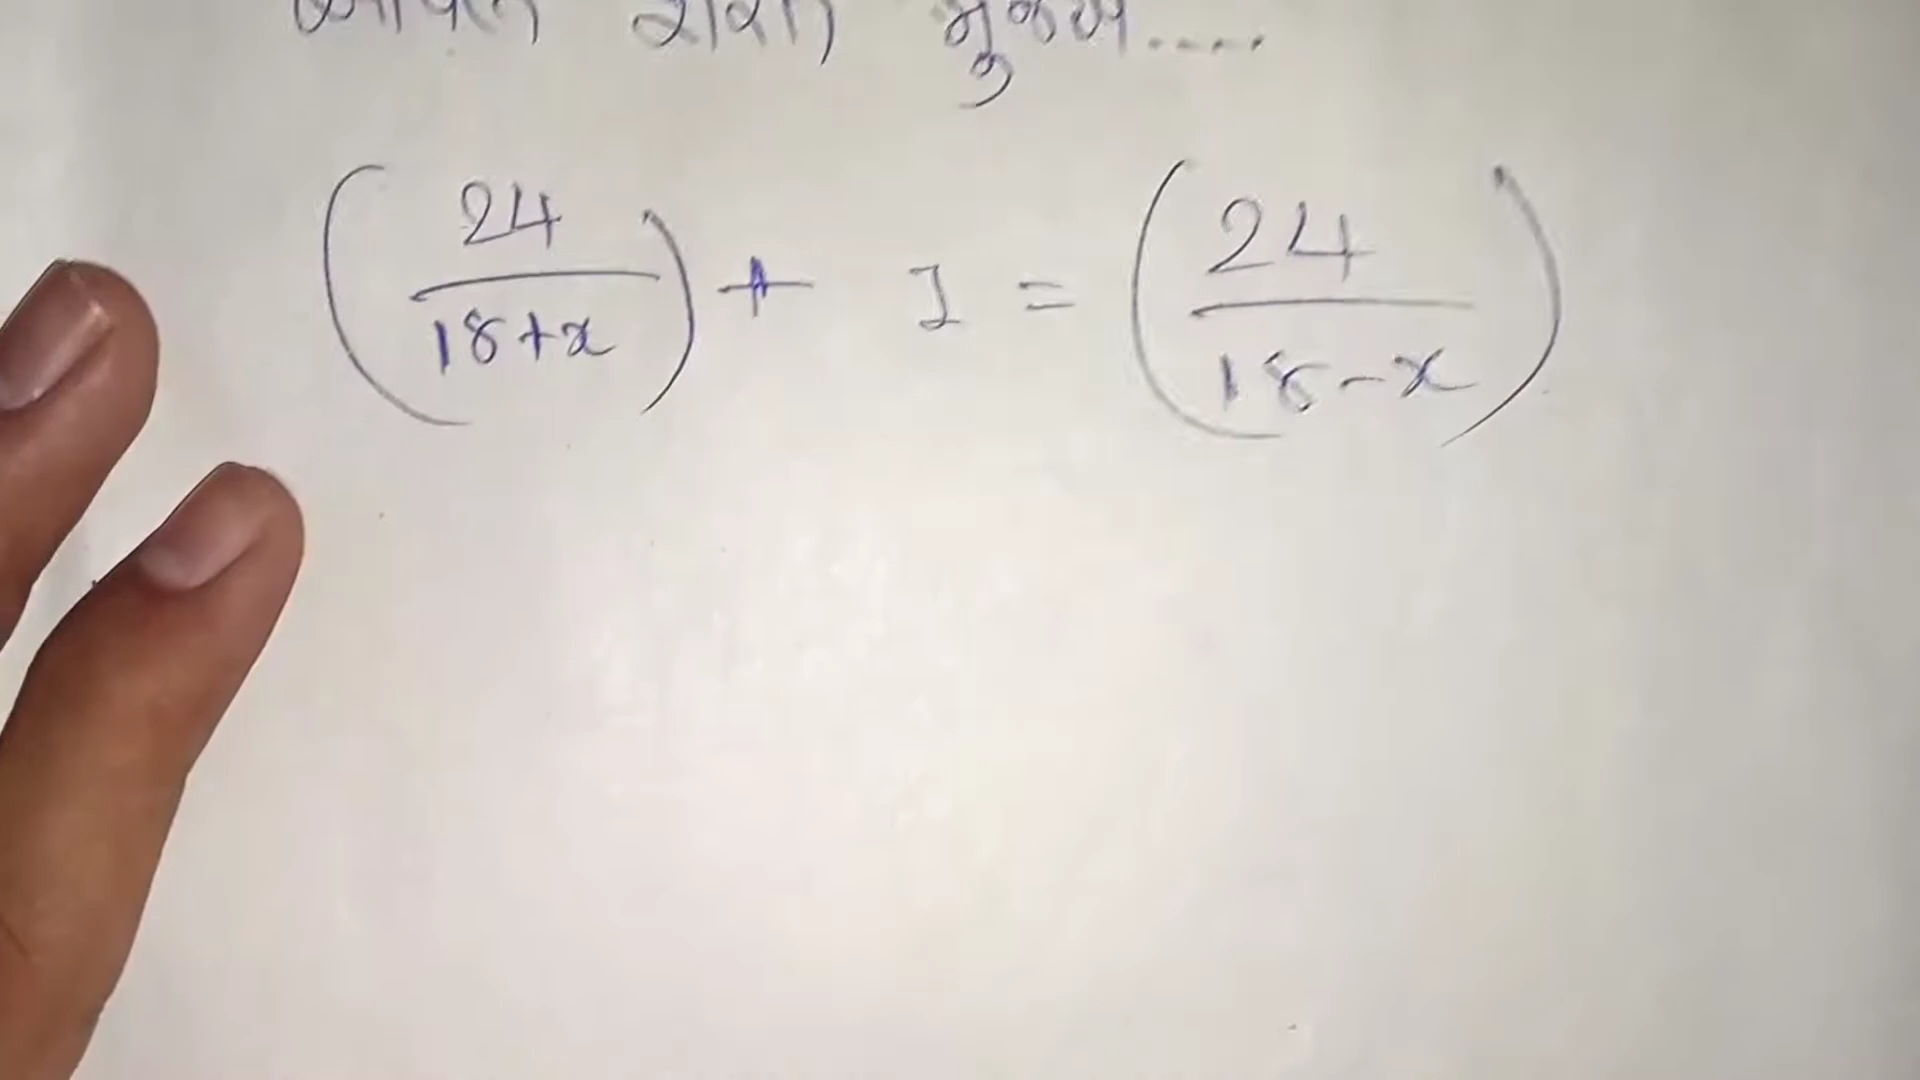 (24/18+x) + 1 = (24/18-x)